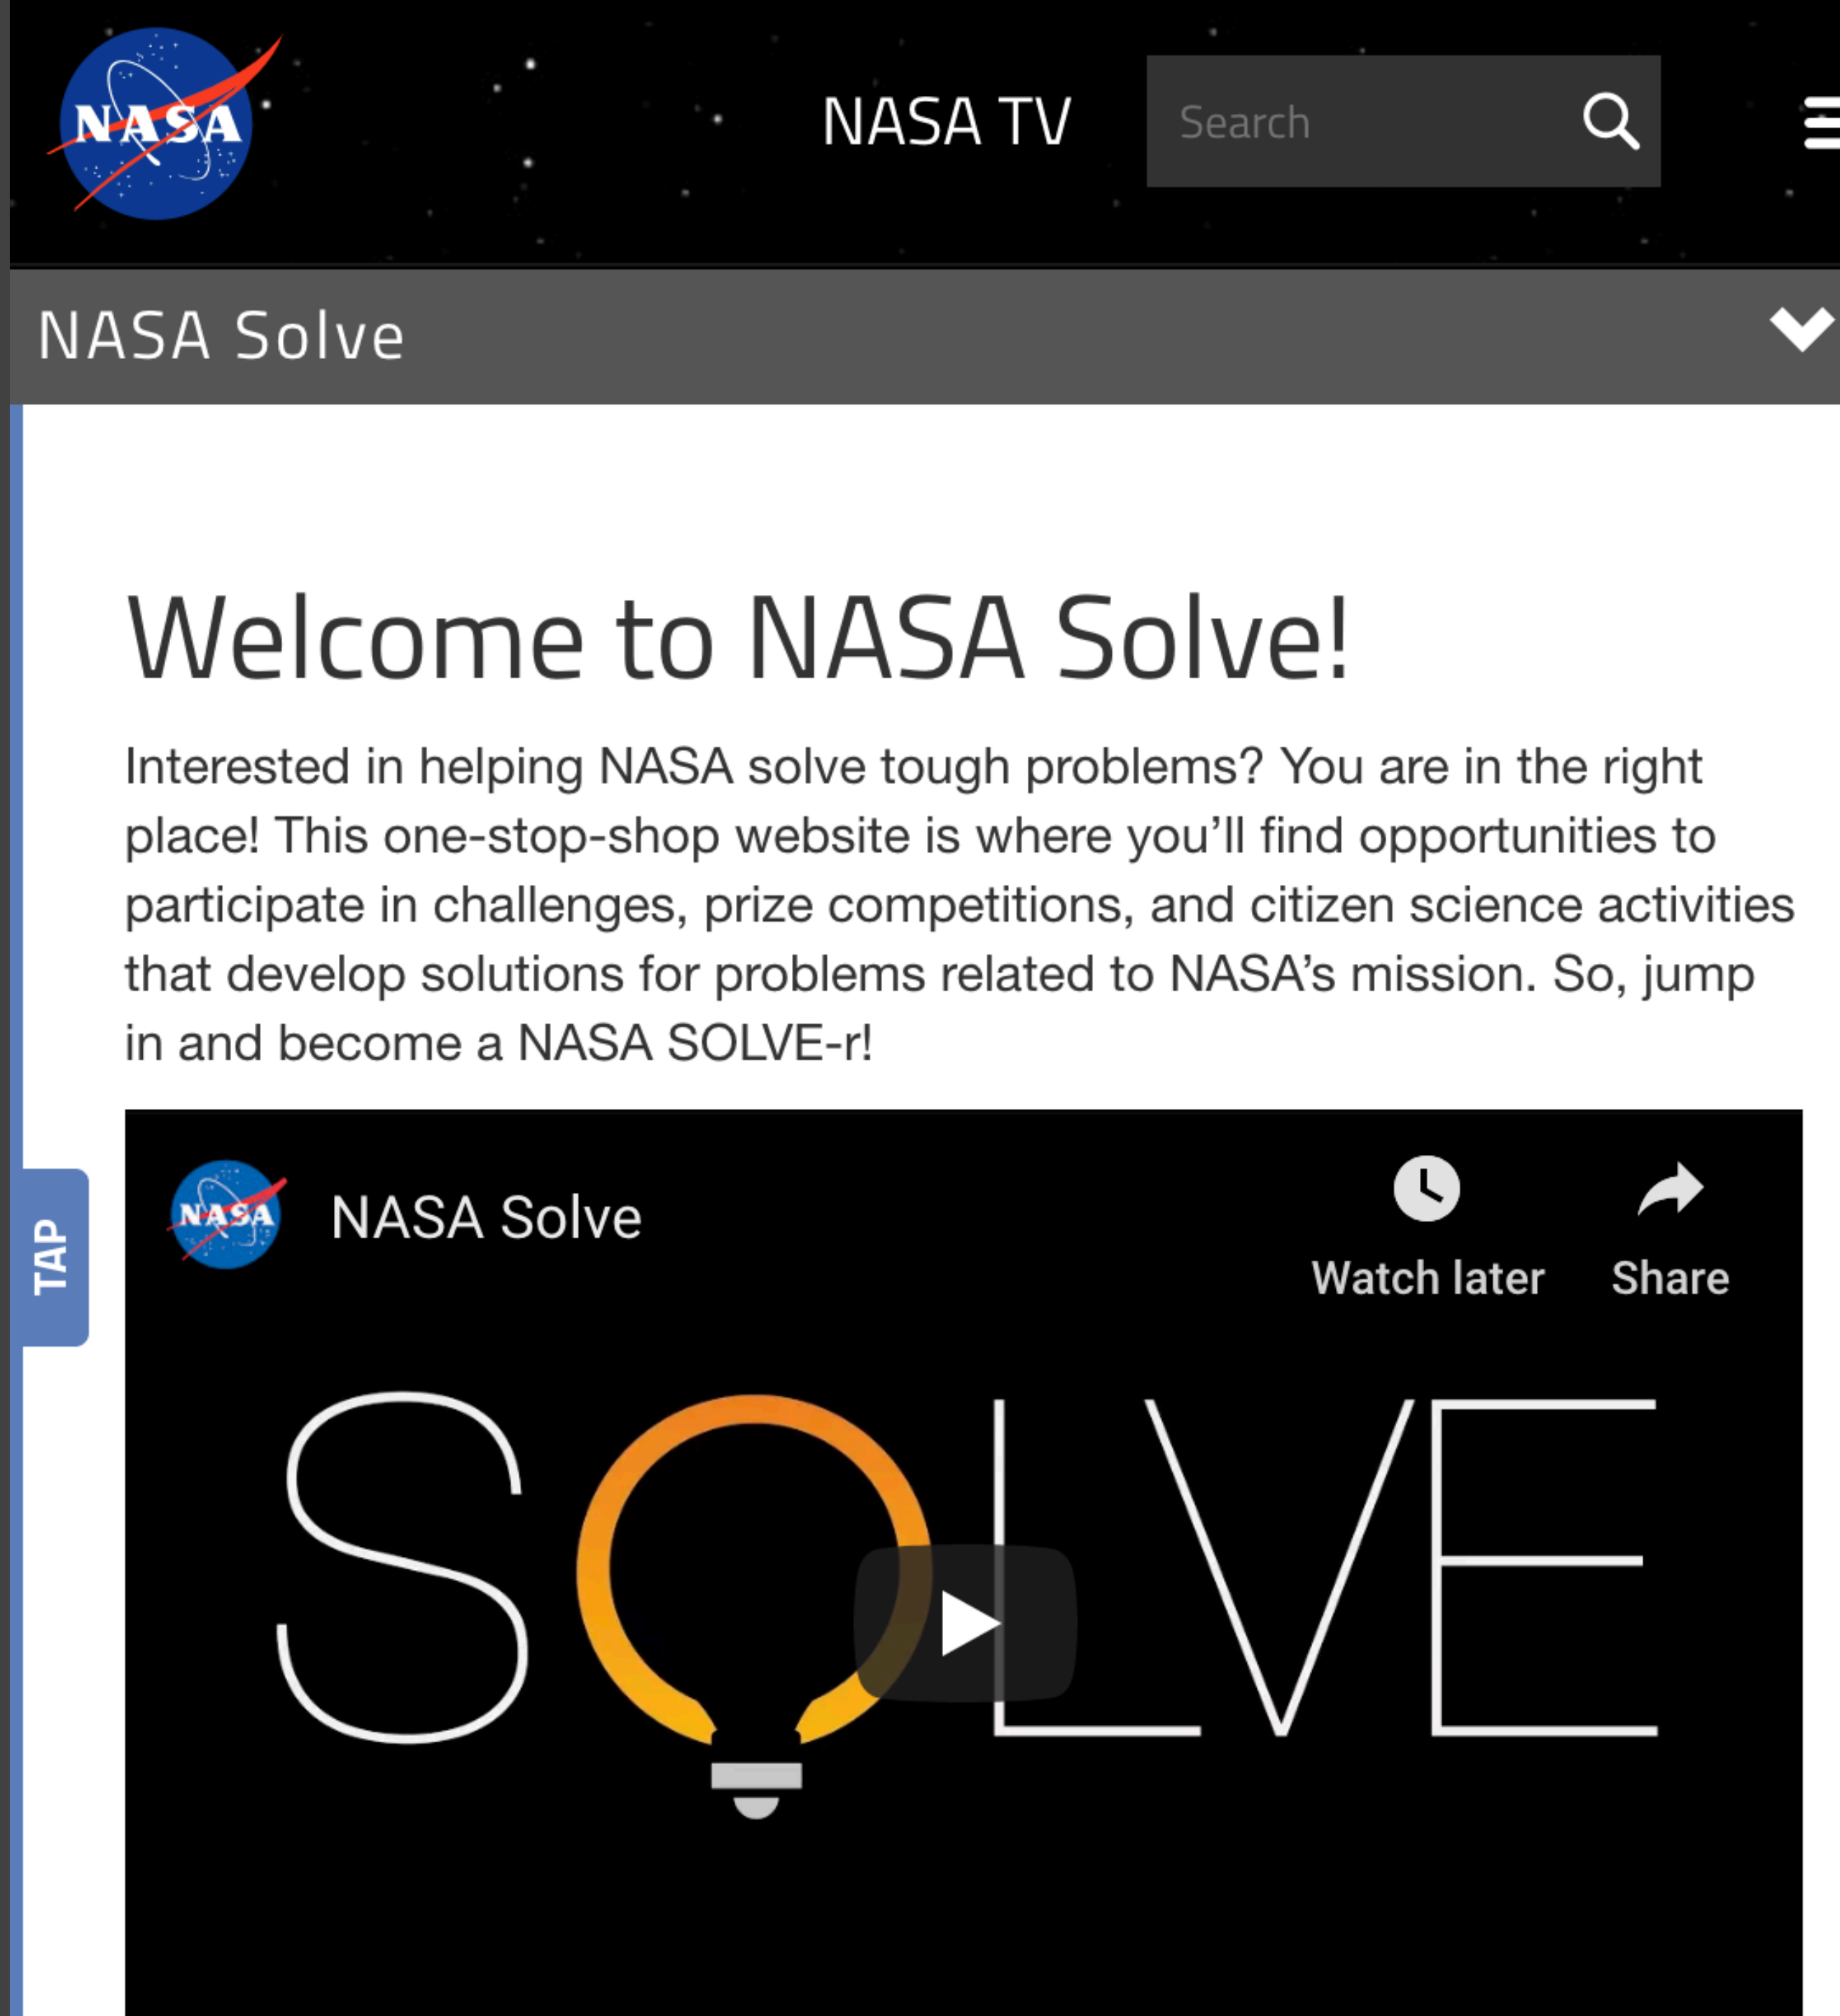 NASA
NASA TV
Search
NASA Solve
Welcome to NASA Solve!
Interested in helping NASA solve tough problems? You are in the right
place! This one-stop-shop website is where you’ll find opportunities to
participate in challenges, prize competitions, and citizen science activities
that develop solutions for problems related to NASA’s mission. So, jump
in and become a NASA SOLVE-r!
TAP
NASA
NASA Solve
Watch later
Share
SOLVE